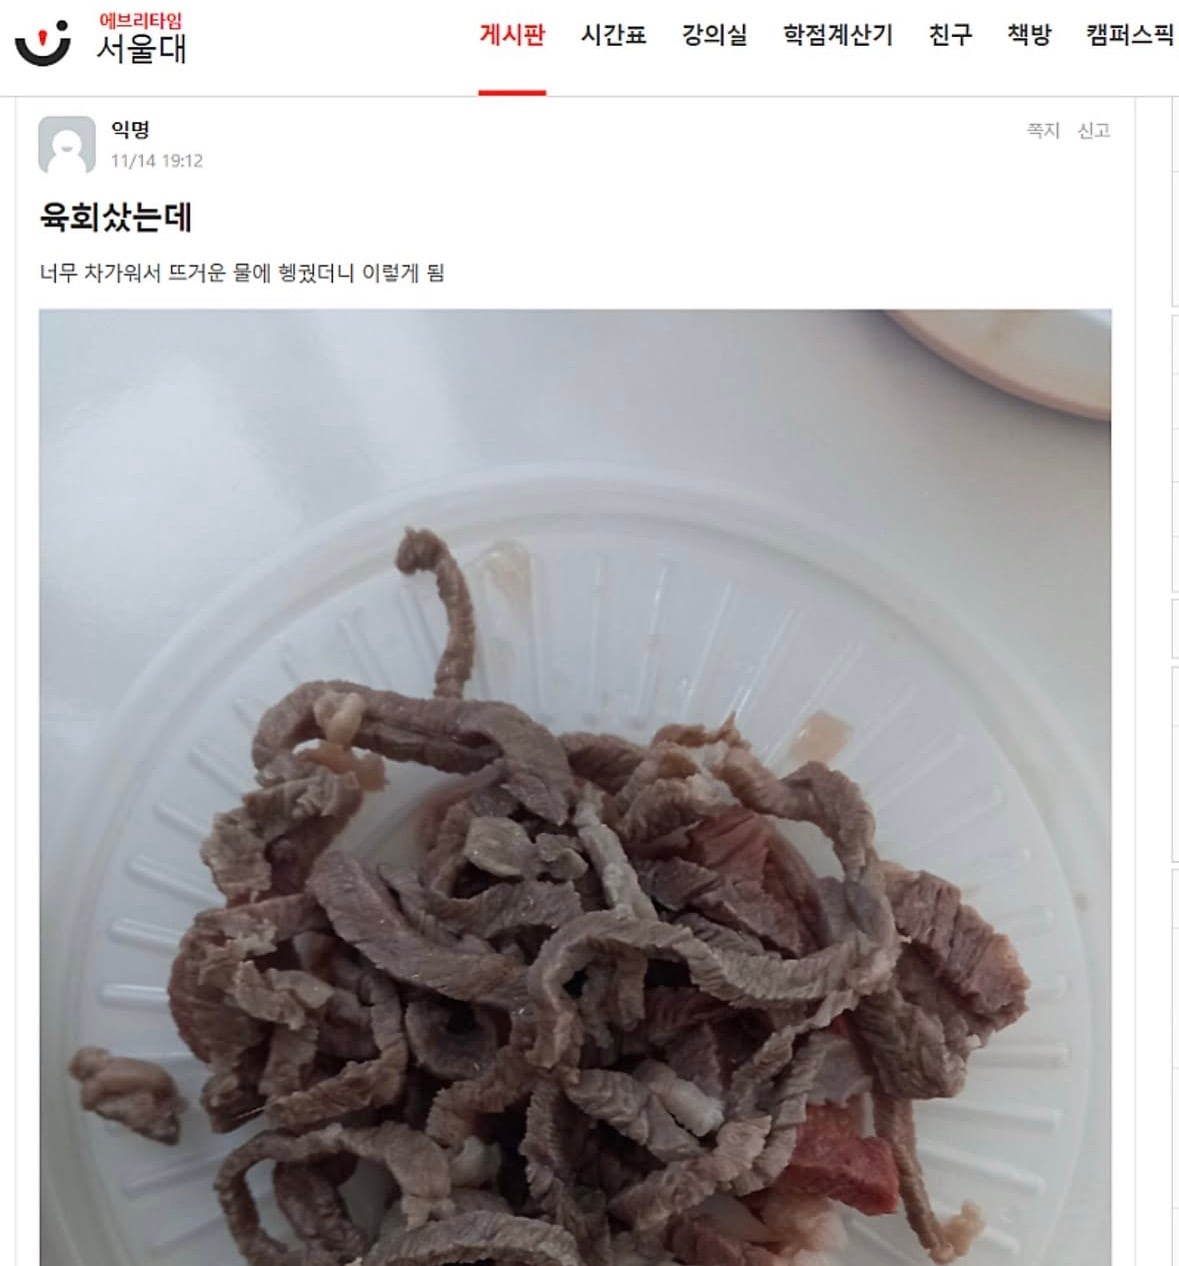 에브리타임
서울대
게시판 시간표 강의실 학점계산기 친구 책방 캠퍼스픽
익명
11/14 19:12
쪽지 신고
육회샀는데
너무 차가워서 뜨거운 물에 헹궜더니 이렇게 됨